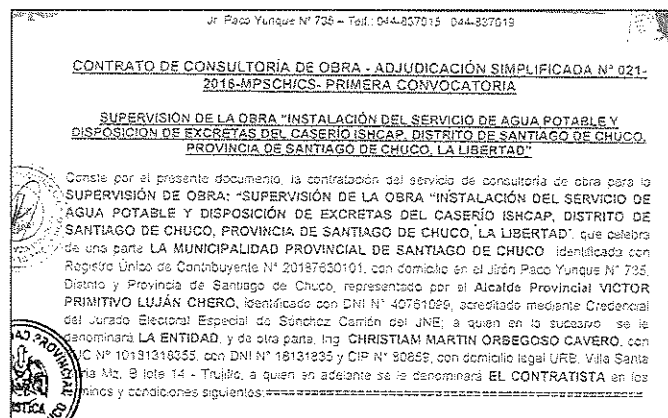 Jr. Paco Yunque N° 735 – Telf.: 044-837015 044-837019
CONTRATO DE CONSULTORÍA DE OBRA - ADJUDICACIÓN SIMPLIFICADA N° 021-
2016-MPSCH/CS- PRIMERA CONVOCATORIA
SUPERVISIÓN DE LA OBRA "INSTALACIÓN DEL SERVICIO DE AGUA POTABLE Y
DISPOSICION DE EXCRETAS DEL CASERÍO ISHCAP, DISTRITO DE SANTIAGO DE CHUCO,
PROVINCIA DE SANTIAGO DE CHUCO, LA LIBERTAD"
Conste por el presente documento, la contratación del servicio de consultoría de obra para la
SUPERVISIÓN DE OBRA: "SUPERVISIÓN DE LA OBRA "INSTALACIÓN DEL SERVICIO DE
AGUA POTABLE Y DISPOSICIÓN DE EXCRETAS DEL CASERÍO ISHCAP, DISTRITO DE
SANTIAGO DE CHUCO, PROVINCIA DE SANTIAGO DE CHUCO, LA LIBERTAD", que celebra
de una parte LA MUNICIPALIDAD PROVINCIAL DE SANTIAGO DE CHUCO identificada con
Registro Único de Contribuyente N° 20187630101, con domicilio en el Jirón Paco Yunque N° 735,
Distrito y Provincia de Santiago de Chuco, representado por el Alcalde Provincial VICTOR
PRIMITIVO LUJÁN CHERO, identificado con DNI N° 40761099, acreditado mediante Credencial
del Jurado Electoral Especial de Sánchez Carrión del JNE; a quien en lo sucesivo se le
denominará LA ENTIDAD, y de otra parte, Ing. CHRISTIAM MARTIN ORBEGOSO CAVERO, con
N° 10181318355, con DNI N° 18131835 y CIP N° 80659, con domicilio legal URB. Villa Santa
Mz. B lote 14 - Trujillo, a quien en adelante se le denominará EL CONTRATISTA en los
términos y condiciones siguientes: